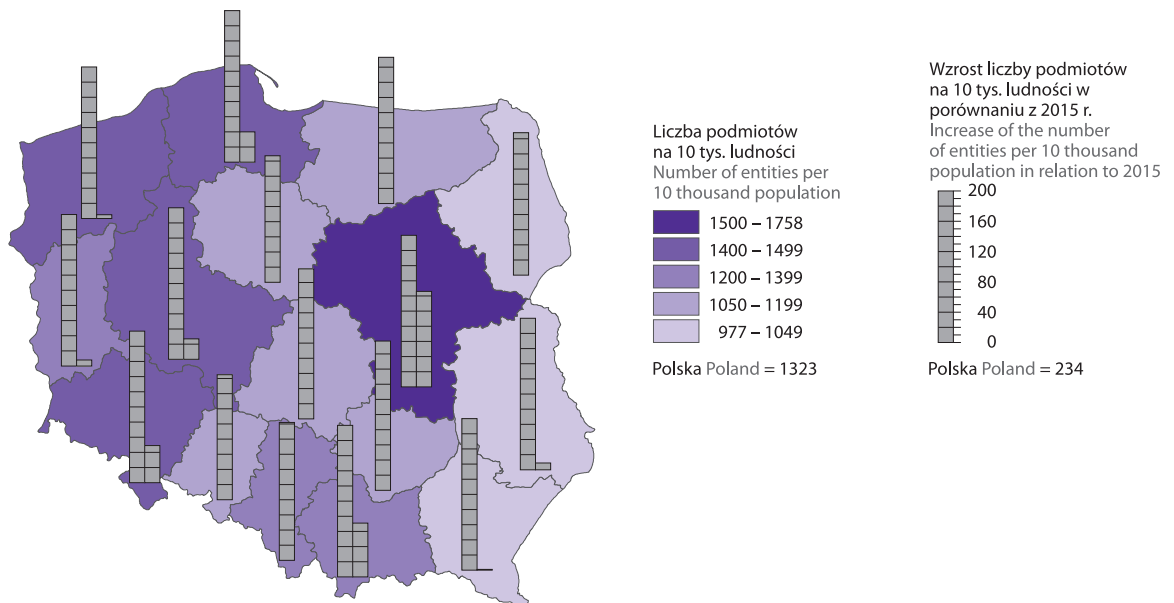 Liczba podmiotów
na 10 tys. ludności
Number of entities per
10 thousand population
1500 – 1758
1400 – 1499
1200 – 1399
1050 – 1199
977 – 1049
Polska Poland = 1323
Wzrost liczby podmiotów
na 10 tys. ludności w
porównaniu z 2015 r.
Increase of the number
of entities per 10 thousand
population in relation to 2015
200
160
120
80
40
0
Polska Poland = 234